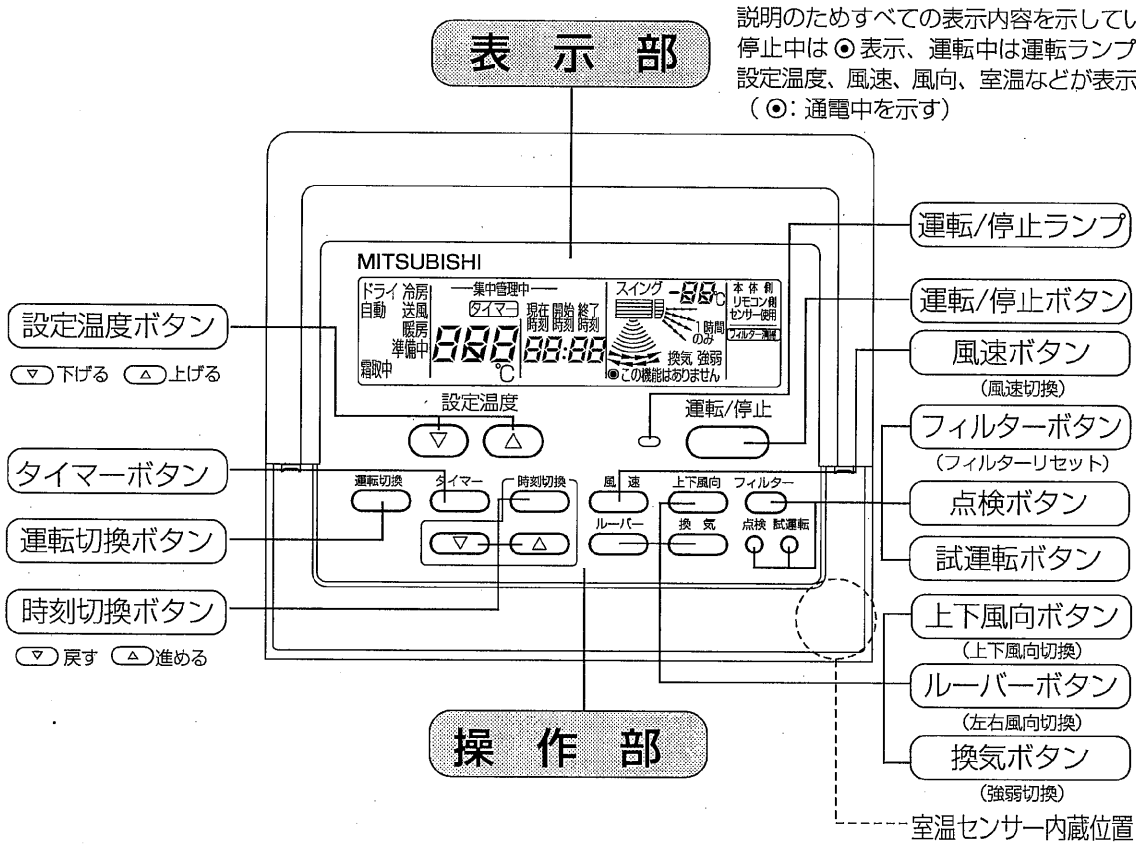 表示部
説明のためすべての表示内容を示してい
停止中は◉表示、運転中は運転ランプ
設定温度、風速、風向、室温などが表示
（◉：通電中を示す）
MITSUBISHI
ドライ 冷房
自動 送風
暖房
準備中
霜取中
集中管理中
タイマー
現在 開始 終了
時刻 時刻 時刻
188
℃
88:88
スイング
-88℃
1時間
のみ
換気 強弱
◉この機能はありません
本体側
リモコン側
センサー使用
フィルター清掃
設定温度
▽ △
運転/停止
運転切換 タイマー 時刻切換 風速 上下風向 フィルター
▽ △
ルーバー 換気 点検 試運転
設定温度ボタン
▽下げる △上げる
タイマーボタン
運転切換ボタン
時刻切換ボタン
▽戻す △進める
運転/停止ランプ
運転/停止ボタン
風速ボタン
(風速切換)
フィルターボタン
(フィルターリセット)
点検ボタン
試運転ボタン
上下風向ボタン
(上下風向切換)
ルーバーボタン
(左右風向切換)
換気ボタン
(強弱切換)
室温センサー内蔵位置
操作部